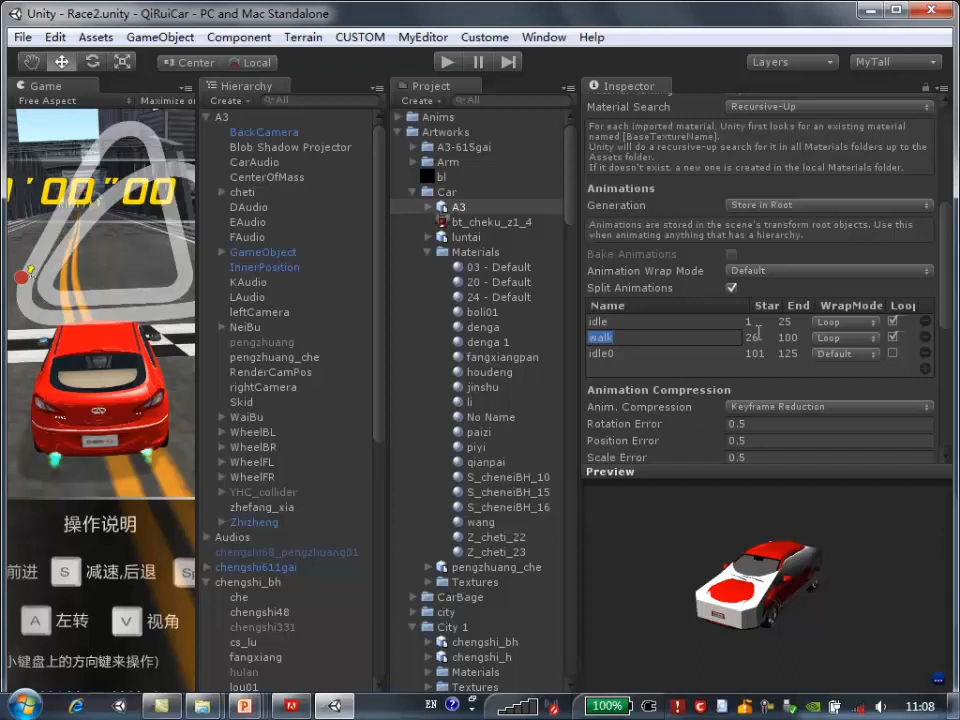 Unity - Race2.unity - QiRuiCar - PC and Mac Standalone
File Edit Assets GameObject Component Terrain CUSTOM MyEditor Custome Window Help
Center Local Layers MyTall
Game
Free Aspect Maximize o
1'00"00
操作说明
前进 S 减速,后退 Sp
A 左转 V 视角
小键盘上的方向键来操作)
Hierarchy
Create All
A3
BackCamera
Blob Shadow Projector
CarAudio
CenterOfMass
cheti
DAudio
EAudio
FAudio
GameObject
InnerPosition
KAudio
LAudio
leftCamera
NeiBu
pengzhuang
pengzhuang_che
RenderCamPos
rightCamera
Skid
WaiBu
WheelBL
WheelBR
WheelFL
WheelFR
YHC_collider
zhefang_xia
Zhizheng
Audios
chengshi68_pengzhuang01
chengshi611gai
chengshi_bh
che
chengshi48
chengshi331
cs_lu
fangxiang
hulan
lou01
Project
Create All
Anims
Artworks
A3-615gai
Arm
bl
Car
A3
bt_cheku_z1_4
luntai
Materials
03 - Default
20 - Default
24 - Default
boli01
denga
denga 1
fangxiangpan
houdeng
jinshu
li
No Name
paizi
piyi
qianpai
S_cheneiBH_10
S_cheneiBH_15
S_cheneiBH_16
wang
Z_cheti_22
Z_cheti_23
pengzhuang_che
Textures
CarBage
city
City 1
chengshi_bh
chengshi_h
Materials
Textures
Inspector
Material Search Recursive-Up
For each imported material, Unity first looks for an existing material
named [BaseTextureName].
Unity will do a recursive-up search for it in all Materials folders up to the
Assets folder.
If it doesn't exist, a new one is created in the local Materials folder.
Animations
Generation Store in Root
Animations are stored in the scene's transform root objects. Use this
when animating anything that has a hierarchy.
Bake Animations
Animation Wrap Mode Default
Split Animations
Name Star End WrapMode Loop
idle 1 25 Loop
walk 26 100 Loop
idle0 101 125 Default
Animation Compression
Anim. Compression Keyframe Reduction
Rotation Error 0.5
Position Error 0.5
Scale Error 0.5
Preview
EN 100% 11:08